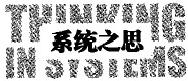 THINKING
系统之思
IN SYSTEMS